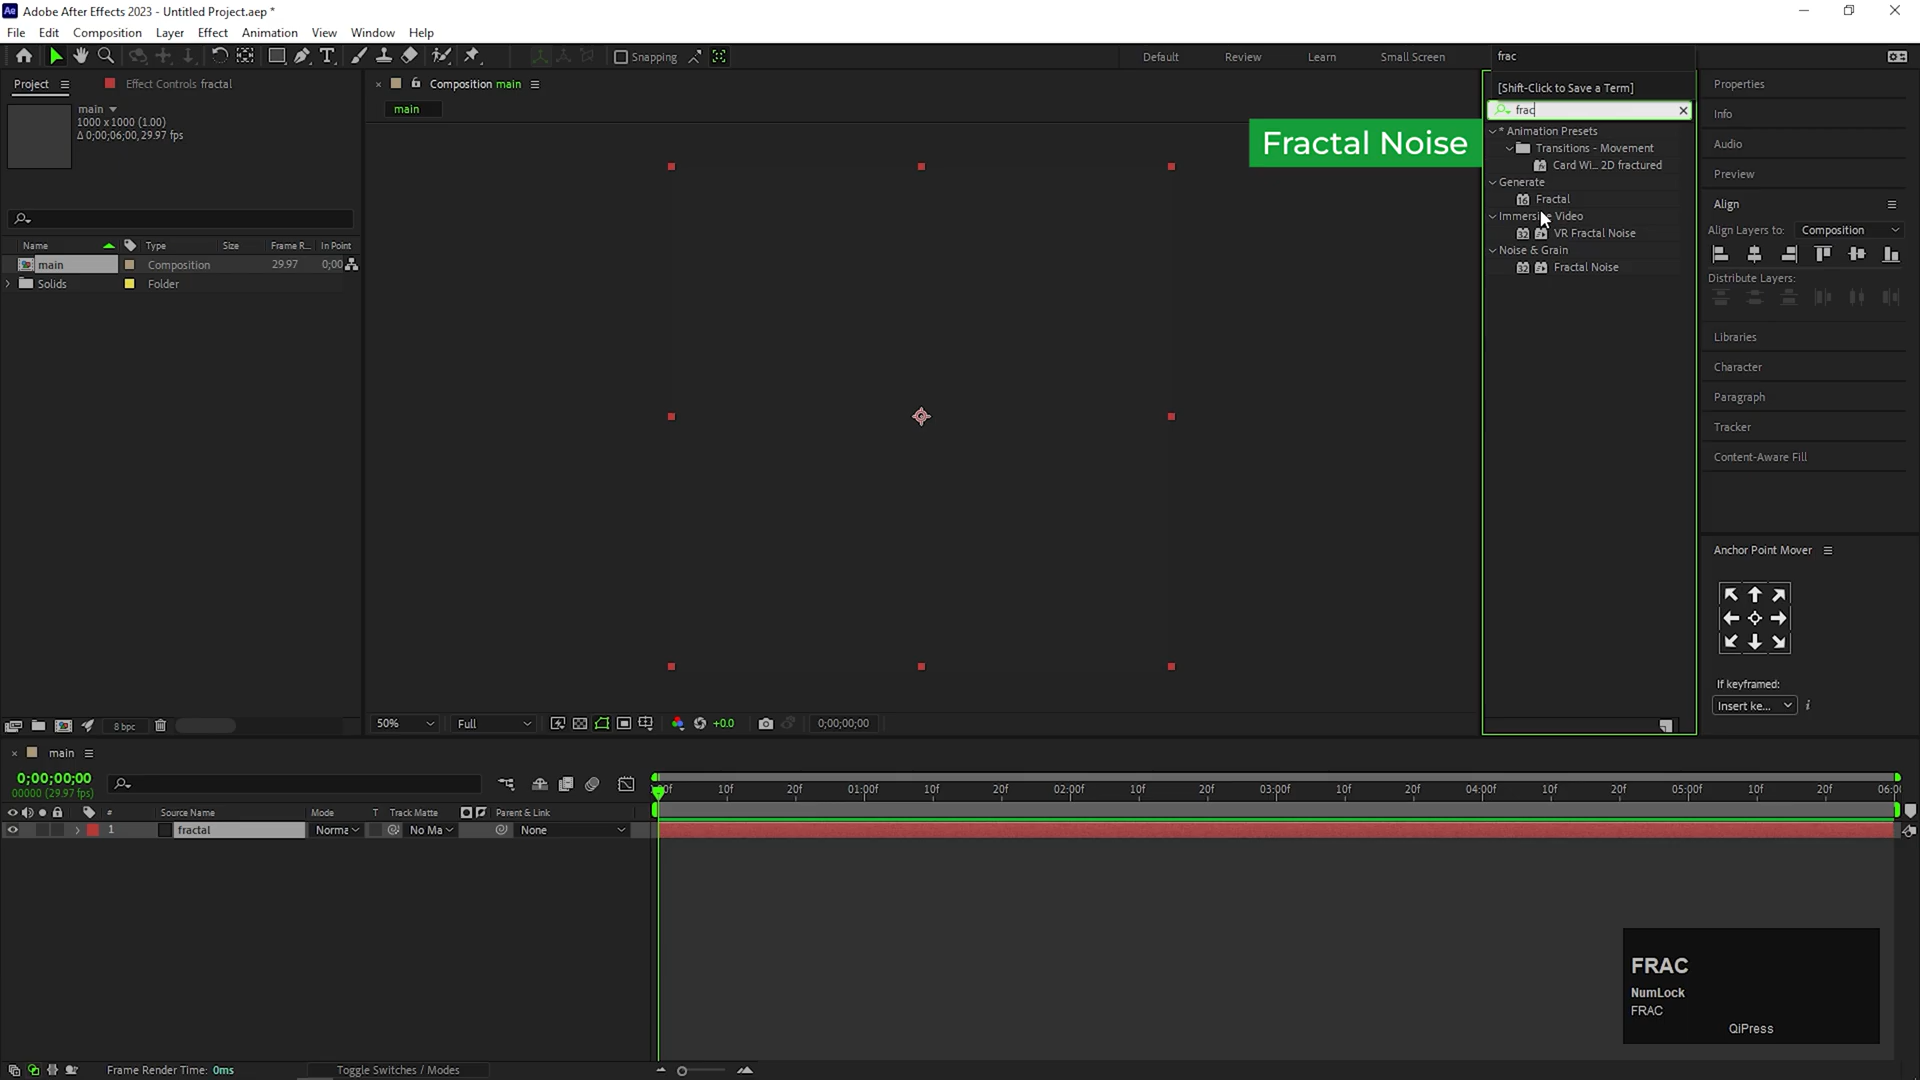 Adobe After Effects 2023 - Untitled Project.aep *
File Edit Composition Layer Effect Animation View Window Help
Snapping
Default Review Learn Small Screen
frac
Project
Effect Controls fractal
Composition main
main
1000 x 1000 (1.00)
Δ 0;00;06;00, 29.97 fps
main
Name Type Size Frame R... In Point
main Composition 29.97 0;00
Solids Folder
8 bpc
Fractal Noise
[Shift-Click to Save a Term]
frac
* Animation Presets
Transitions - Movement
Card Wi... 2D fractured
Generate
Fractal
Immersive Video
VR Fractal Noise
Noise & Grain
Fractal Noise
Properties
Info
Audio
Preview
Align
Align Layers to: Composition
Distribute Layers:
Libraries
Character
Paragraph
Tracker
Content-Aware Fill
Anchor Point Mover
If keyframed:
Insert ke...
50% Full +0.0 0;00;00;00
main
0;00;00;00
00000 (29.97 fps)
# Source Name Mode T Track Matte Parent & Link
1 fractal Norma No Ma None
10f 20f 01:00f 10f 20f 02:00f 10f 20f 03:00f 10f 20f 04:00f 10f 20f 05:00f 10f 20f 06:0
FRAC
NumLock
FRAC
QiPress
Frame Render Time: 0ms
Toggle Switches / Modes